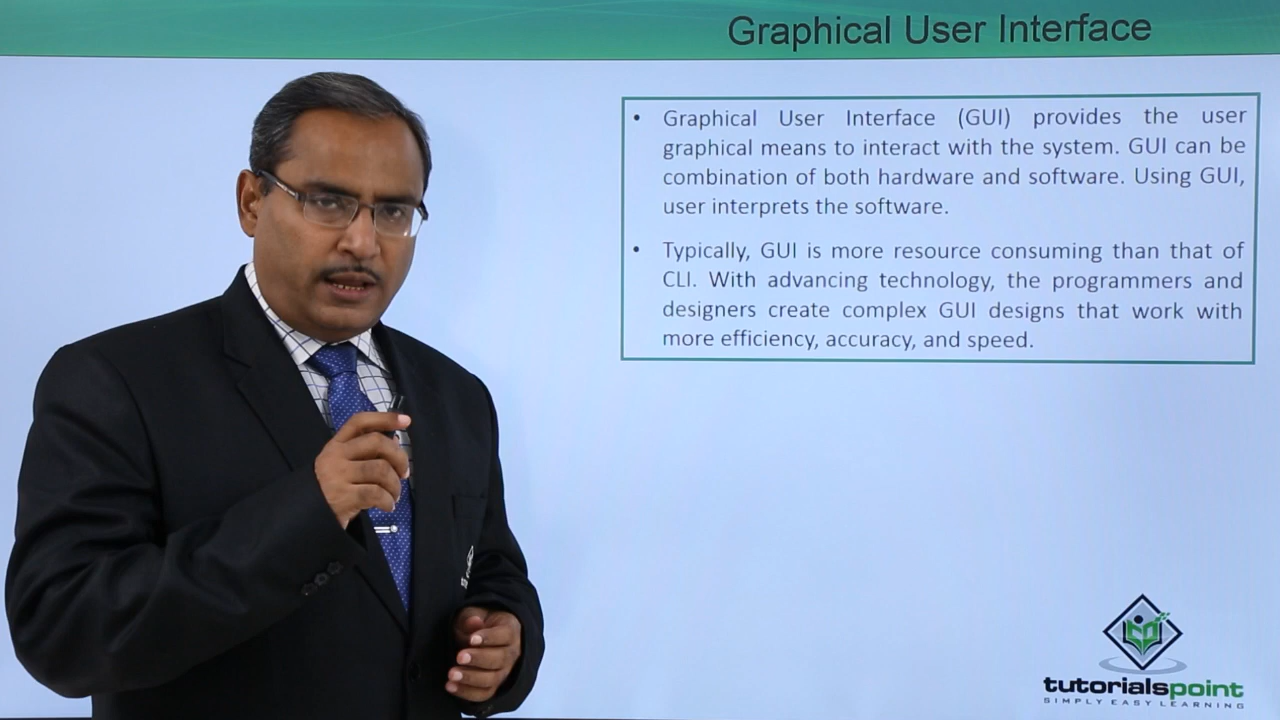 Graphical User Interface
• Graphical User Interface (GUI) provides the user
graphical means to interact with the system. GUI can be
combination of both hardware and software. Using GUI,
user interprets the software.
• Typically, GUI is more resource consuming than that of
CLI. With advancing technology, the programmers and
designers create complex GUI designs that work with
more efficiency, accuracy, and speed.
tutorialspoint
SIMPLY EASY LEARNING